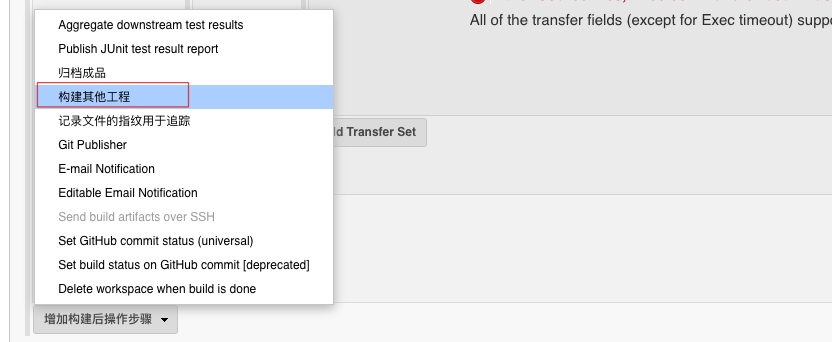 All of the transfer fields (except for Exec timeout)
Aggregate downstream test results
Publish JUnit test result report
归档成品
构建其他工程
记录文件的指纹用于追踪
Git Publisher
E-mail Notification
Editable Email Notification
Send build artifacts over SSH
Set GitHub commit status (universal)
Set build status on GitHub commit [deprecated]
Delete workspace when build is done
Transfer Set
增加构建后操作步骤